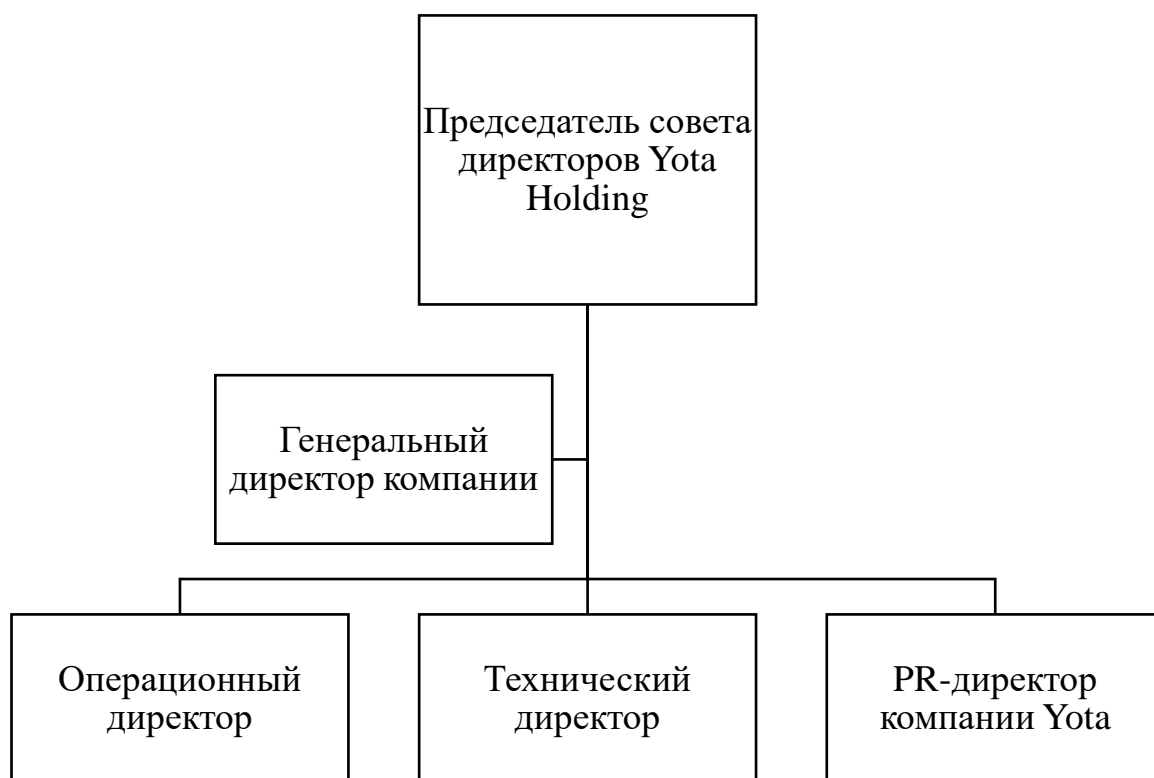 Председатель совета
директоров Yota
Holding
Генеральный
директор компании
Операционный
директор
Технический
директор
PR-директор
компании Yota